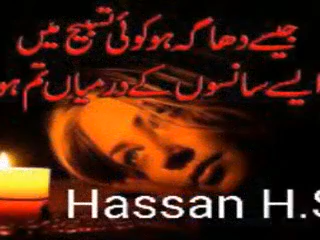 جیسے دھاگہ ہو کوئی تسبیح میں
ایسے سانسوں کے درمیاں تم ہو
Hassan H.S